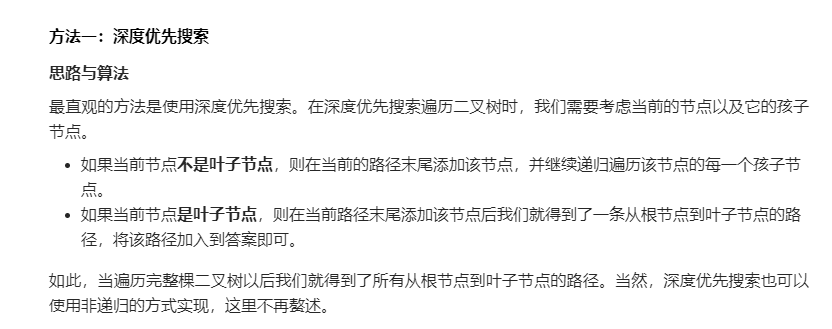 方法一：深度优先搜索
思路与算法
最直观的方法是使用深度优先搜索。在深度优先搜索遍历二叉树时，我们需要考虑当前的节点以及它的孩子
节点。
• 如果当前节点不是叶子节点，则在当前的路径末尾添加该节点，并继续递归遍历该节点的每一个孩子节
点。
• 如果当前节点是叶子节点，则在当前路径末尾添加该节点后我们就得到了一条从根节点到叶子节点的路
径，将该路径加入到答案即可。
如此，当遍历完整棵二叉树以后我们就得到了所有从根节点到叶子节点的路径。当然，深度优先搜索也可以
使用非递归的方式实现，这里不再赘述。